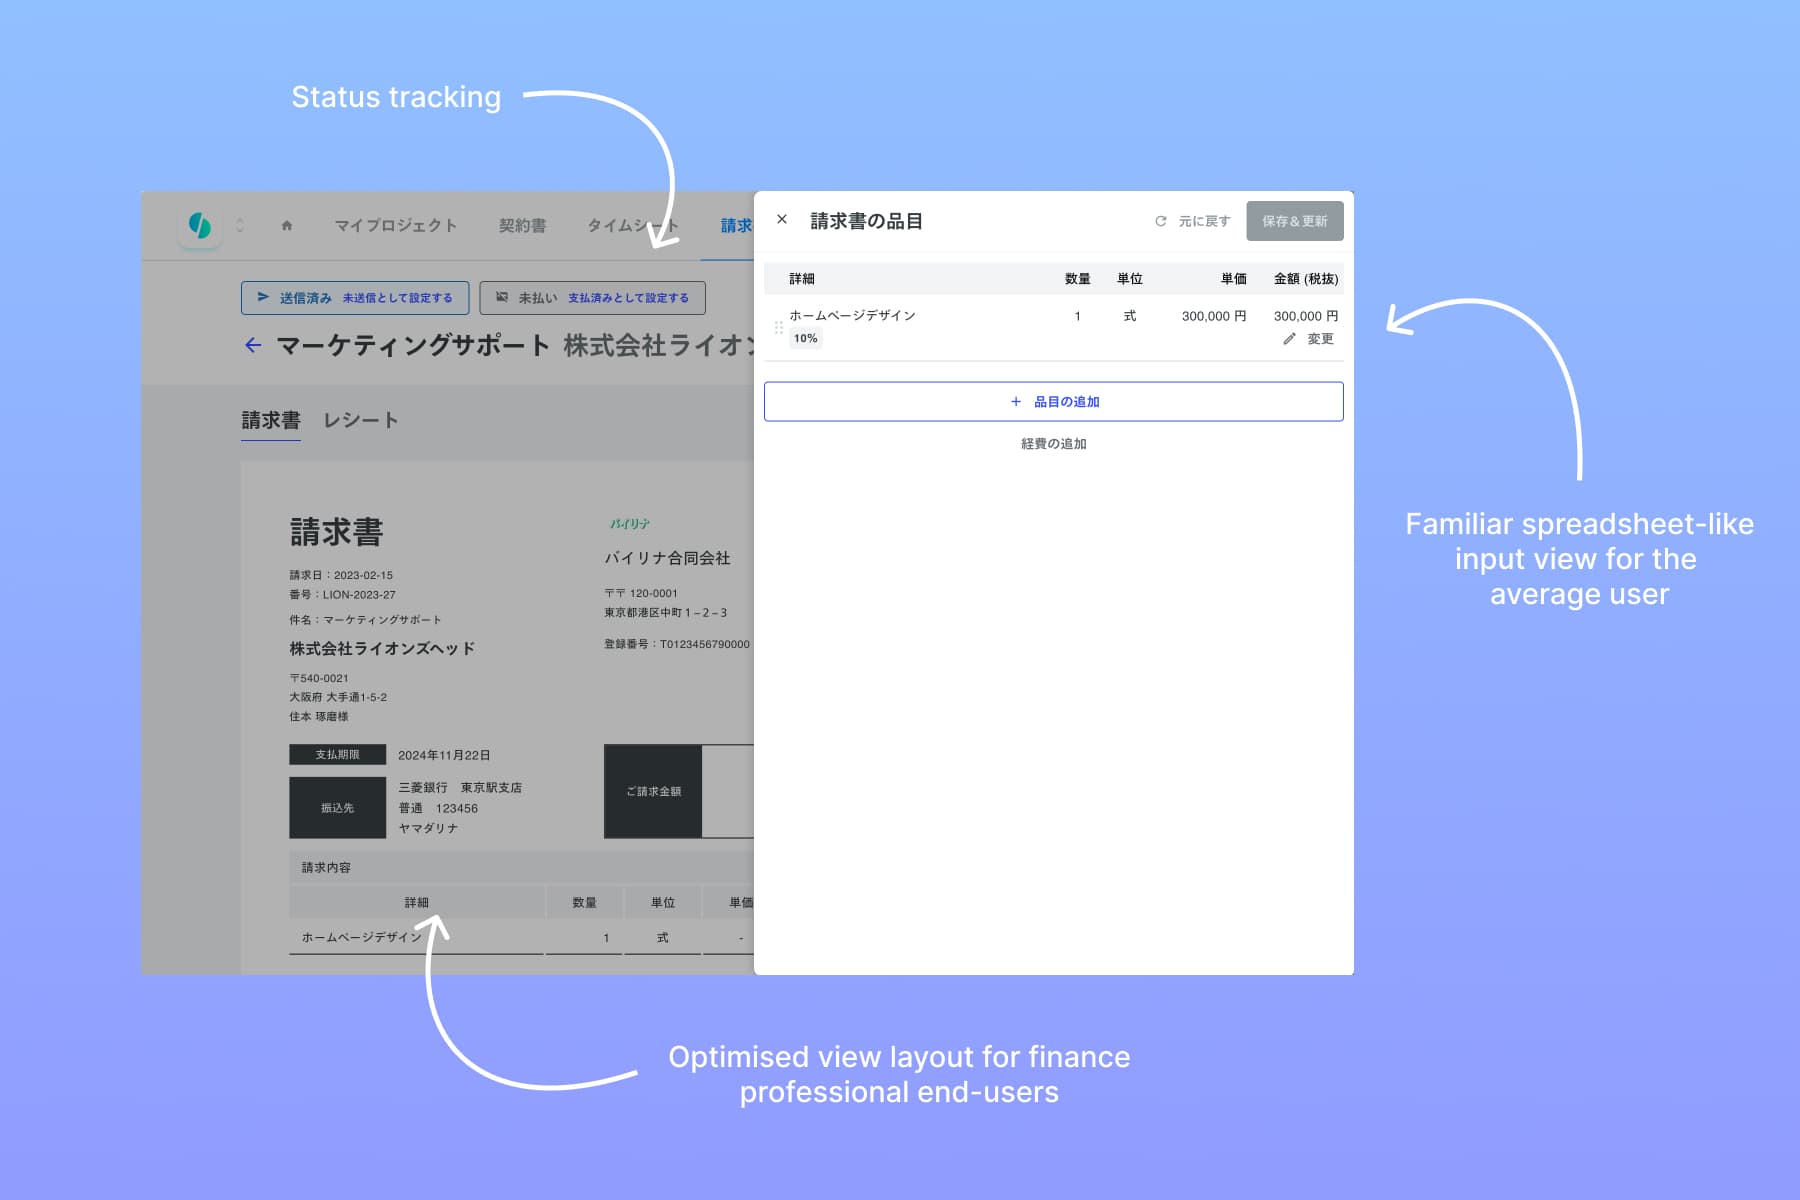 Status tracking
マイプロジェクト 契約書 タイムシート 請求
送信済み 未送信として設定する 未払い 支払済みとして設定する
マーケティングサポート 株式会社ライオン
請求書 レシート
請求書
請求日：2023-02-15
番号：LION-2023-27
件名：マーケティングサポート
株式会社ライオンズヘッド
〒540-0021
大阪府 大手通1-5-2
住本 琢磨様
バイリナ
バイリナ合同会社
〒〒 120-0001
東京都港区中町１−２−３
登録番号：T0123456790000
支払期限 2024年11月22日
振込先
三菱銀行　東京駅支店
普通　123456
ヤマダリナ
ご請求金額
請求内容
詳細 数量 単位 単価
ホームページデザイン 1 式 -
請求書の品目 元に戻す 保存＆更新
詳細 数量 単位 単価 金額 (税抜)
ホームページデザイン 1 式 300,000 円 300,000 円
10% 変更
+ 品目の追加
経費の追加
Familiar spreadsheet-like
input view for the
average user
Optimised view layout for finance
professional end-users